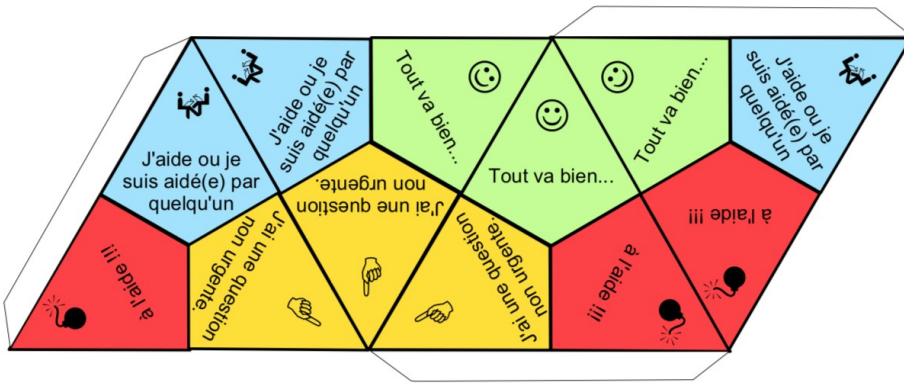 J'aide ou je
suis aidé(e) par
quelqu'un
J'aide ou je
suis aidé(e) par
quelqu'un
Tout va bien...
Tout va bien...
Tout va bien...
J'aide ou je
suis aidé(e) par
quelqu'un
à l'aide !!!
J'ai une question
non urgente.
J'ai une question
non urgente.
J'ai une question
non urgente.
à l'aide !!!
à l'aide !!!